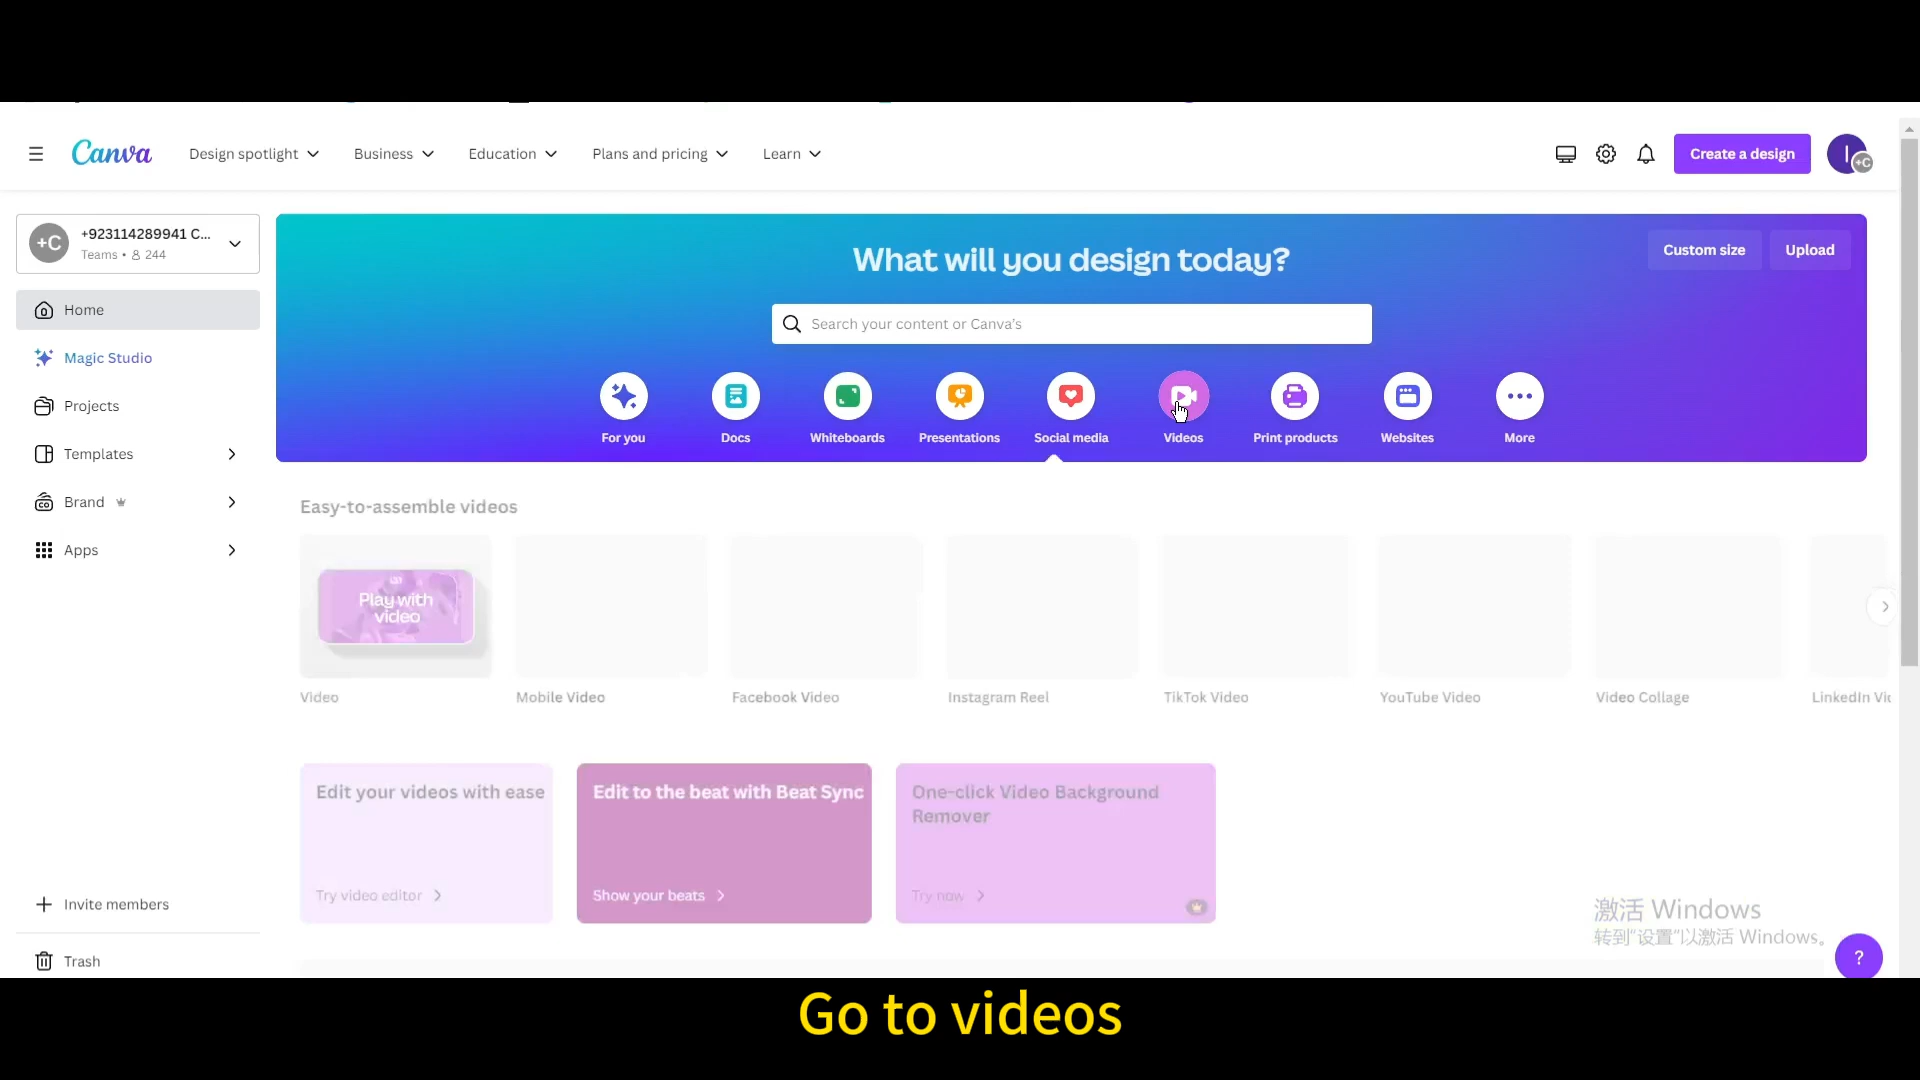 Canva
Design spotlight
Business
Education
Plans and pricing
Learn
Create a design
I
+C
+C
+923114289941 C...
Teams • 244
Home
Magic Studio
Projects
Templates
Brand
Apps
Invite members
Trash
What will you design today?
Custom size
Upload
Search your content or Canva's
For you
Docs
Whiteboards
Presentations
Social media
Videos
Print products
Websites
More
Easy-to-assemble videos
Play with
video
Video
Mobile Video
Facebook Video
Instagram Reel
TikTok Video
YouTube Video
Video Collage
LinkedIn Vid
Edit your videos with ease
Try video editor
Edit to the beat with Beat Sync
Show your beats
One-click Video Background
Remover
Try now
激活 Windows
转到"设置"以激活 Windows。
?
Go to videos